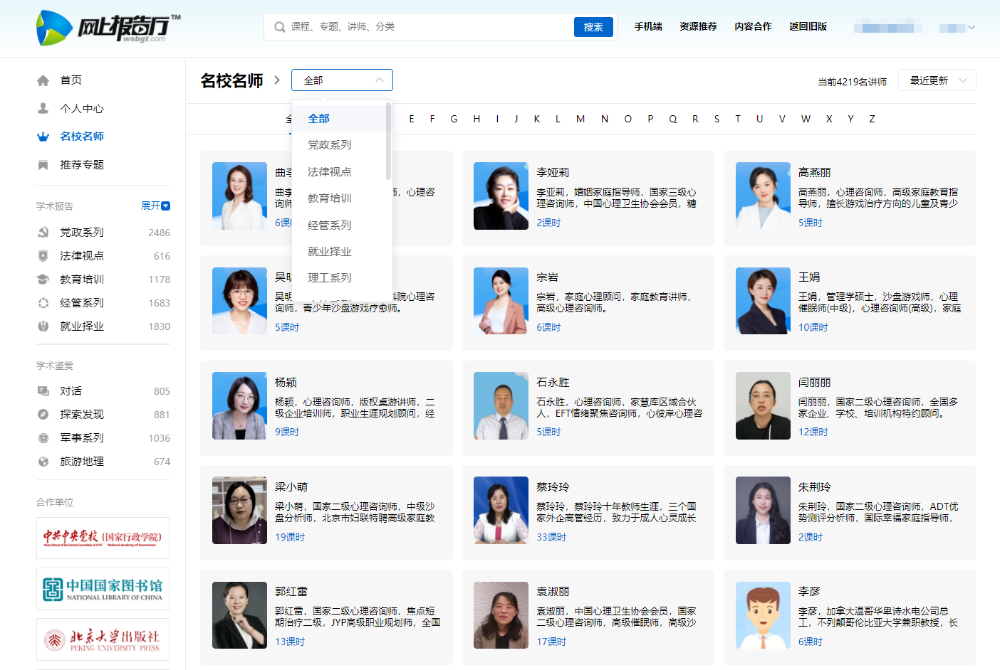 网上报告厅™
wsbgt.com
课程、专题、讲师、分类
搜索
手机端 资源推荐 内容合作 返回旧版
首页
个人中心
名校名师
推荐专题
学术报告 展开
党政系列 2486
法律视点 616
教育培训 1178
经管系列 1683
就业择业 1830
学术鉴赏
对话 805
探索发现 881
军事系列 1036
旅游地理 674
合作单位
中共中央党校(国家行政学院)
Party School of the Central Committee of C.P.C National Academy of Governance
中国国家图书馆
NATIONAL LIBRARY OF CHINA
北京大学出版社
PEKING UNIVERSITY PRESS
名校名师 > 全部
当前4219名讲师 最近更新
全部
党政系列
法律视点
教育培训
经管系列
就业择业
理工系列
E F G H I J K L M N O P Q R S T U V W X Y Z
曲李
曲李 师，心理咨
询师
6课时
李娅莉
李亚莉，婚姻家庭指导师，国家三级心
理咨询师，中国心理卫生协会会员，糖
2课时
高燕丽
高燕丽，心理咨询师，高级家庭教育指
导师，擅长游戏治疗方向的儿童及青少
5课时
吴明
吴明 科院心理咨
询师，青少年沙盘游戏疗愈师。
5课时
宗岩
宗岩，家庭心理顾问，家庭教育讲师，
高级心理咨询师。
6课时
王娟
王娟，管理学硕士，沙盘游戏师，心理
催眠师(中级)，心理咨询师(高级)，家庭
10课时
杨颖
杨颖，心理咨询师，版权桌游讲师，二
级企业培训师，职业生涯规划顾问，经
9课时
石永胜
石永胜，心理咨询师，家慧库区域合伙
人，EFT情绪聚焦咨询师，心彼岸心理咨
5课时
闫丽丽
闫丽丽，国家二级心理咨询师，全国多
家企业、学校、培训机构特约顾问。
12课时
梁小萌
梁小萌，国家二级心理咨询师，中级沙
盘分析师，北京市妇联特聘高级家庭教
19课时
蔡玲玲
蔡玲玲，蔡玲玲十年教师生涯，三个国
家外企高管经历，致力于成人心灵成长
33课时
朱荆玲
朱荆玲，国家二级心理咨询师，ADT优
势测评分析师，国际幸福家庭指导师，
2课时
郭红雷
郭红雷，国家二级心理咨询师，焦点短
期治疗二级，JYP高级职业规划师，全国
13课时
袁淑丽
袁淑丽，中国心理卫生协会会员，国家
二级心理咨询师，高级催眠师，高级沙
17课时
李彦
李彦，加拿大温哥华卑诗水电公司总
工，不列颠哥伦比亚大学兼职教授，长
6课时